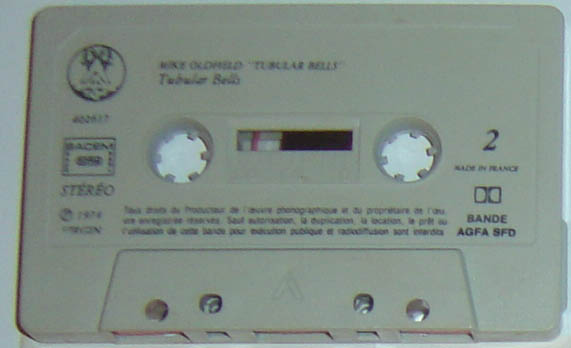 MIKE OLDFIELD "TUBULAR BELLS"
Tubular Bells
402617
SACEM
STÉRÉO
2
MADE IN FRANCE
℗ 1974
VIRGIN
BANDE
AGFA SFD
Tous droits du Producteur de l'œuvre phonographique et du propriétaire de l'œu.
vre enregistrée réservés. Sauf autorisation, la duplication, la location, le prêt ou
l'utilisation de cette bande pour exécution publique et radiodiffusion sont interdits